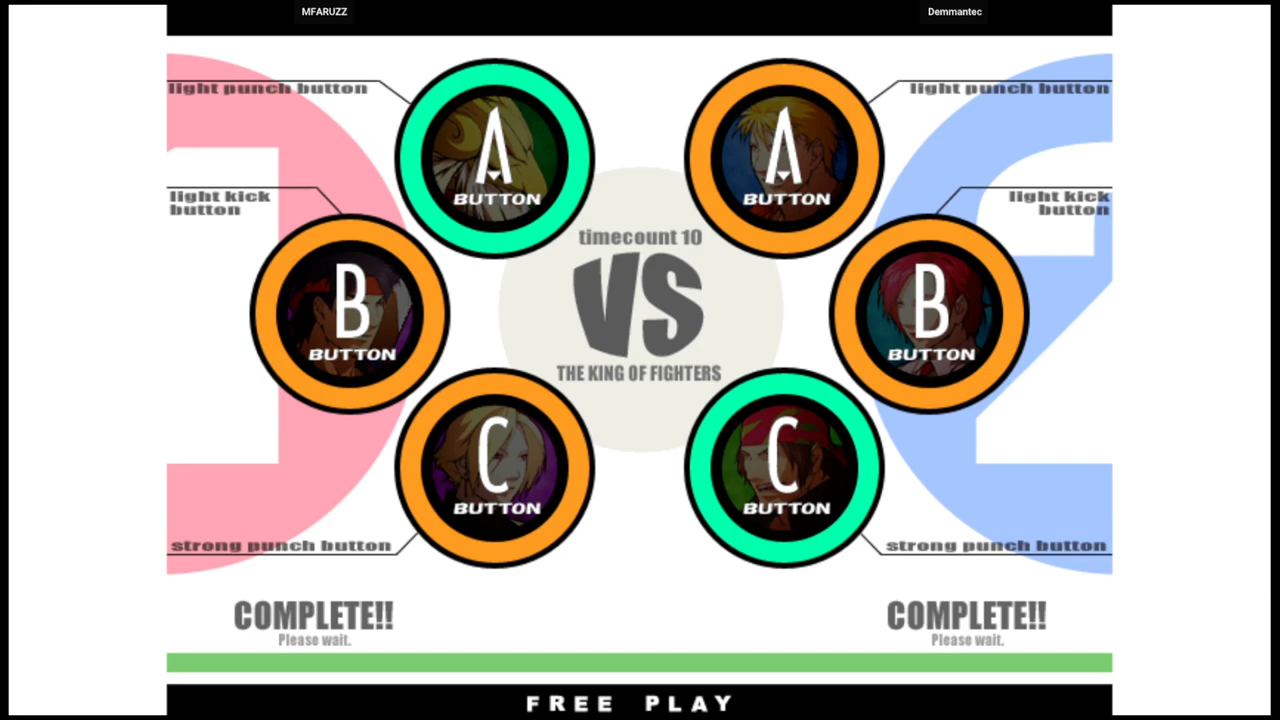 MFARUZZ
Demmantec
light punch button
light punch button
A
BUTTON
A
BUTTON
light kick
button
light kick
button
timecount 10
VS
THE KING OF FIGHTERS
B
BUTTON
B
BUTTON
C
BUTTON
C
BUTTON
strong punch button
strong punch button
COMPLETE!!
Please wait.
COMPLETE!!
Please wait.
FREE PLAY